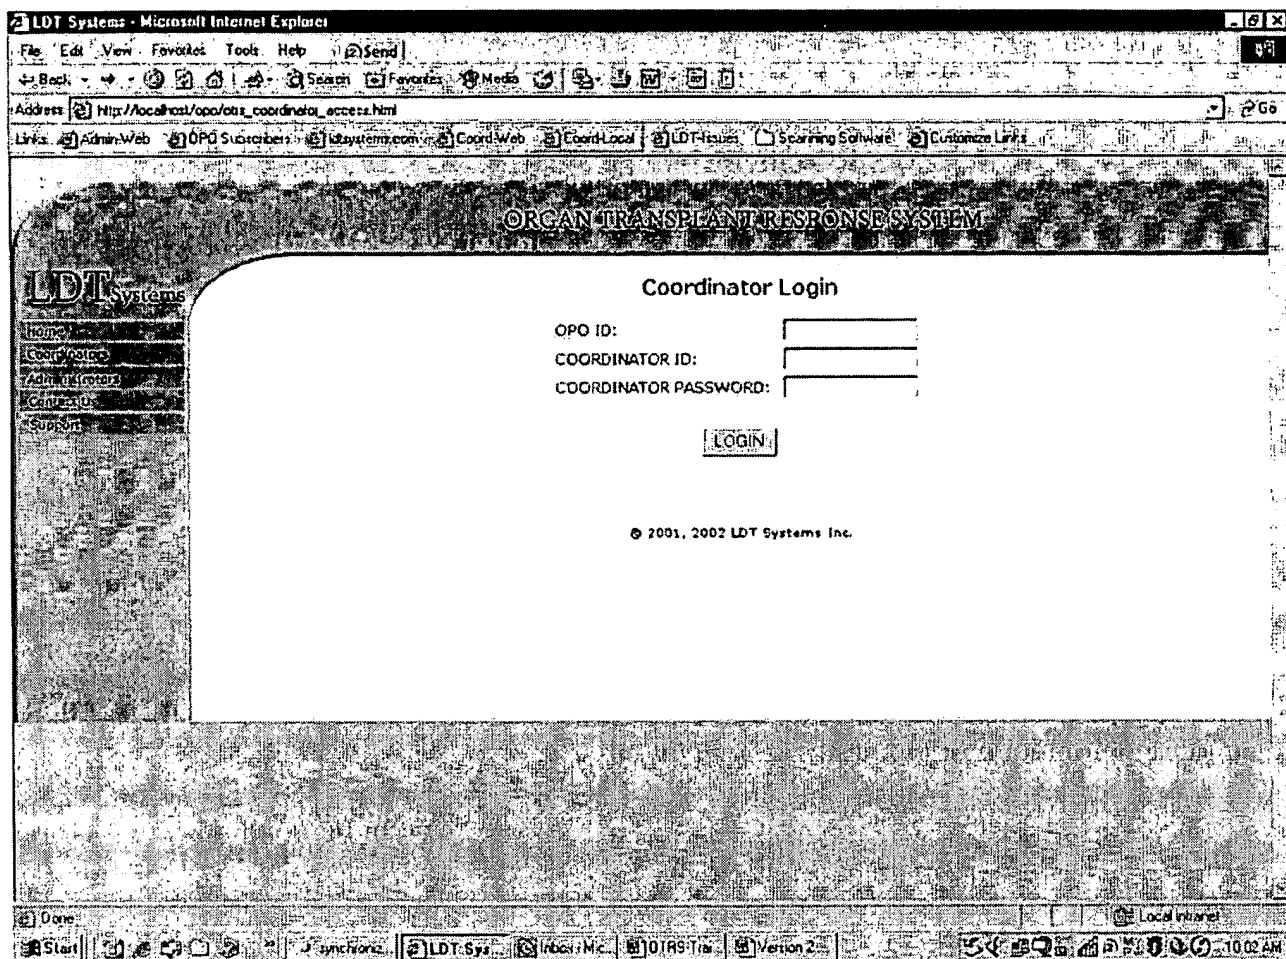 LDT Systems - Microsoft Internet Explorer
File Edit View Favorites Tools Help Send
Back Search Favorites Media
Address http://localhost/opo/otrs_coordinator_access.html Go
Links Admin-Web OPO Subscribers ldtsystems.com Coord-Web Coord-Local LDT-Issues Scanning Software Customize Links
ORGAN TRANSPLANT RESPONSE SYSTEM
LDT Systems
Coordinator Login
Home
Coordinators
Administrators
Contact Us
Support
OPO ID:
COORDINATOR ID:
COORDINATOR PASSWORD:
LOGIN
© 2001, 2002 LDT Systems Inc.
Done Local intranet
Start synchroniz... LDT Sys... Inbox - Mic... OTRS-Trai... Version 2... 10:02 AM